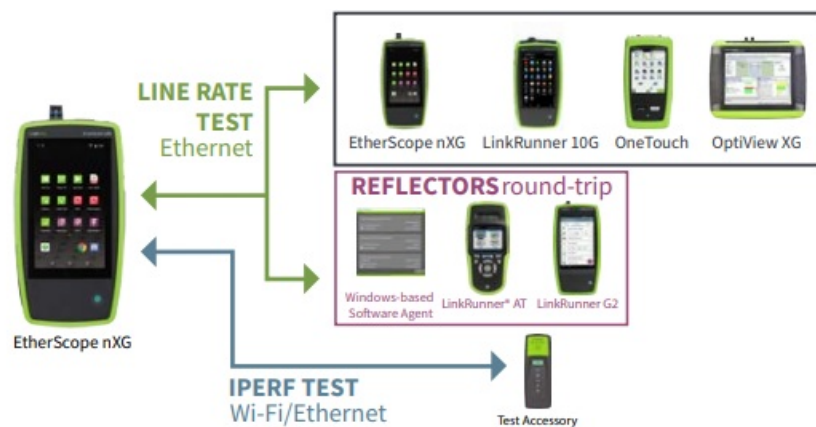 LINE RATE
TEST
Ethernet
EtherScope nXG
LinkRunner 10G
OneTouch
OptiView XG
REFLECTORS round-trip
Windows-based
Software Agent
LinkRunner® AT
LinkRunner G2
EtherScope nXG
IPERF TEST
Wi-Fi/Ethernet
Test Accessory